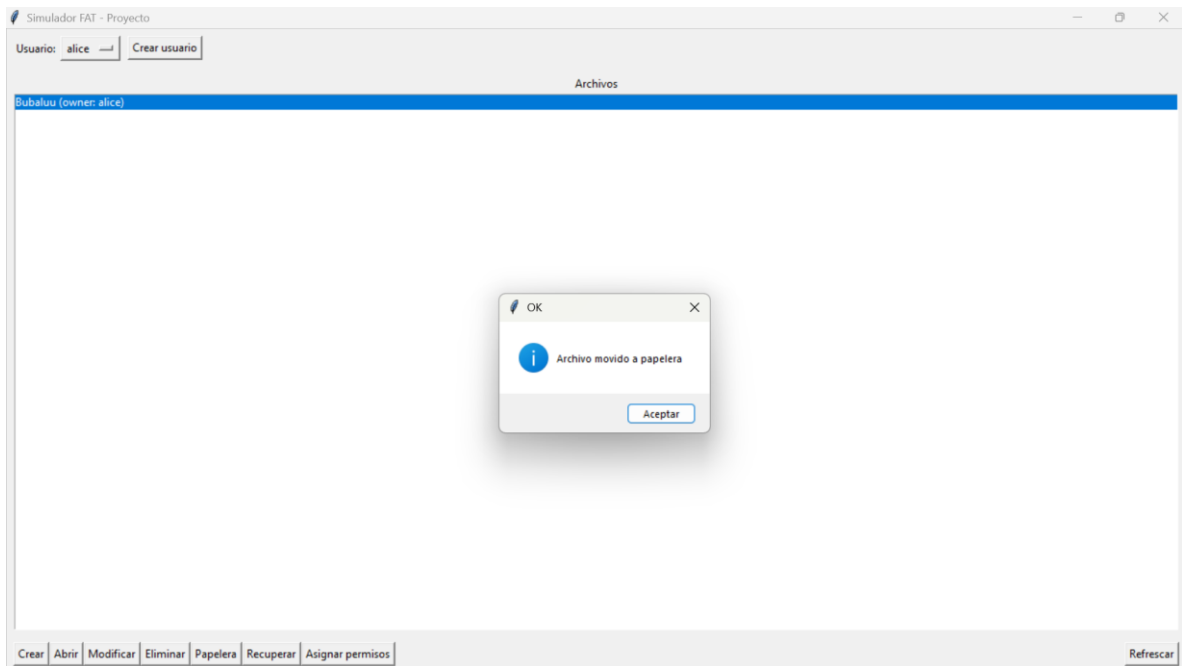 Simulador FAT - Proyecto
Usuario: alice Crear usuario
Archivos
Bubaluu (owner: alice)
OK
Archivo movido a papelera
Aceptar
Crear Abrir Modificar Eliminar Papelera Recuperar Asignar permisos Refrescar